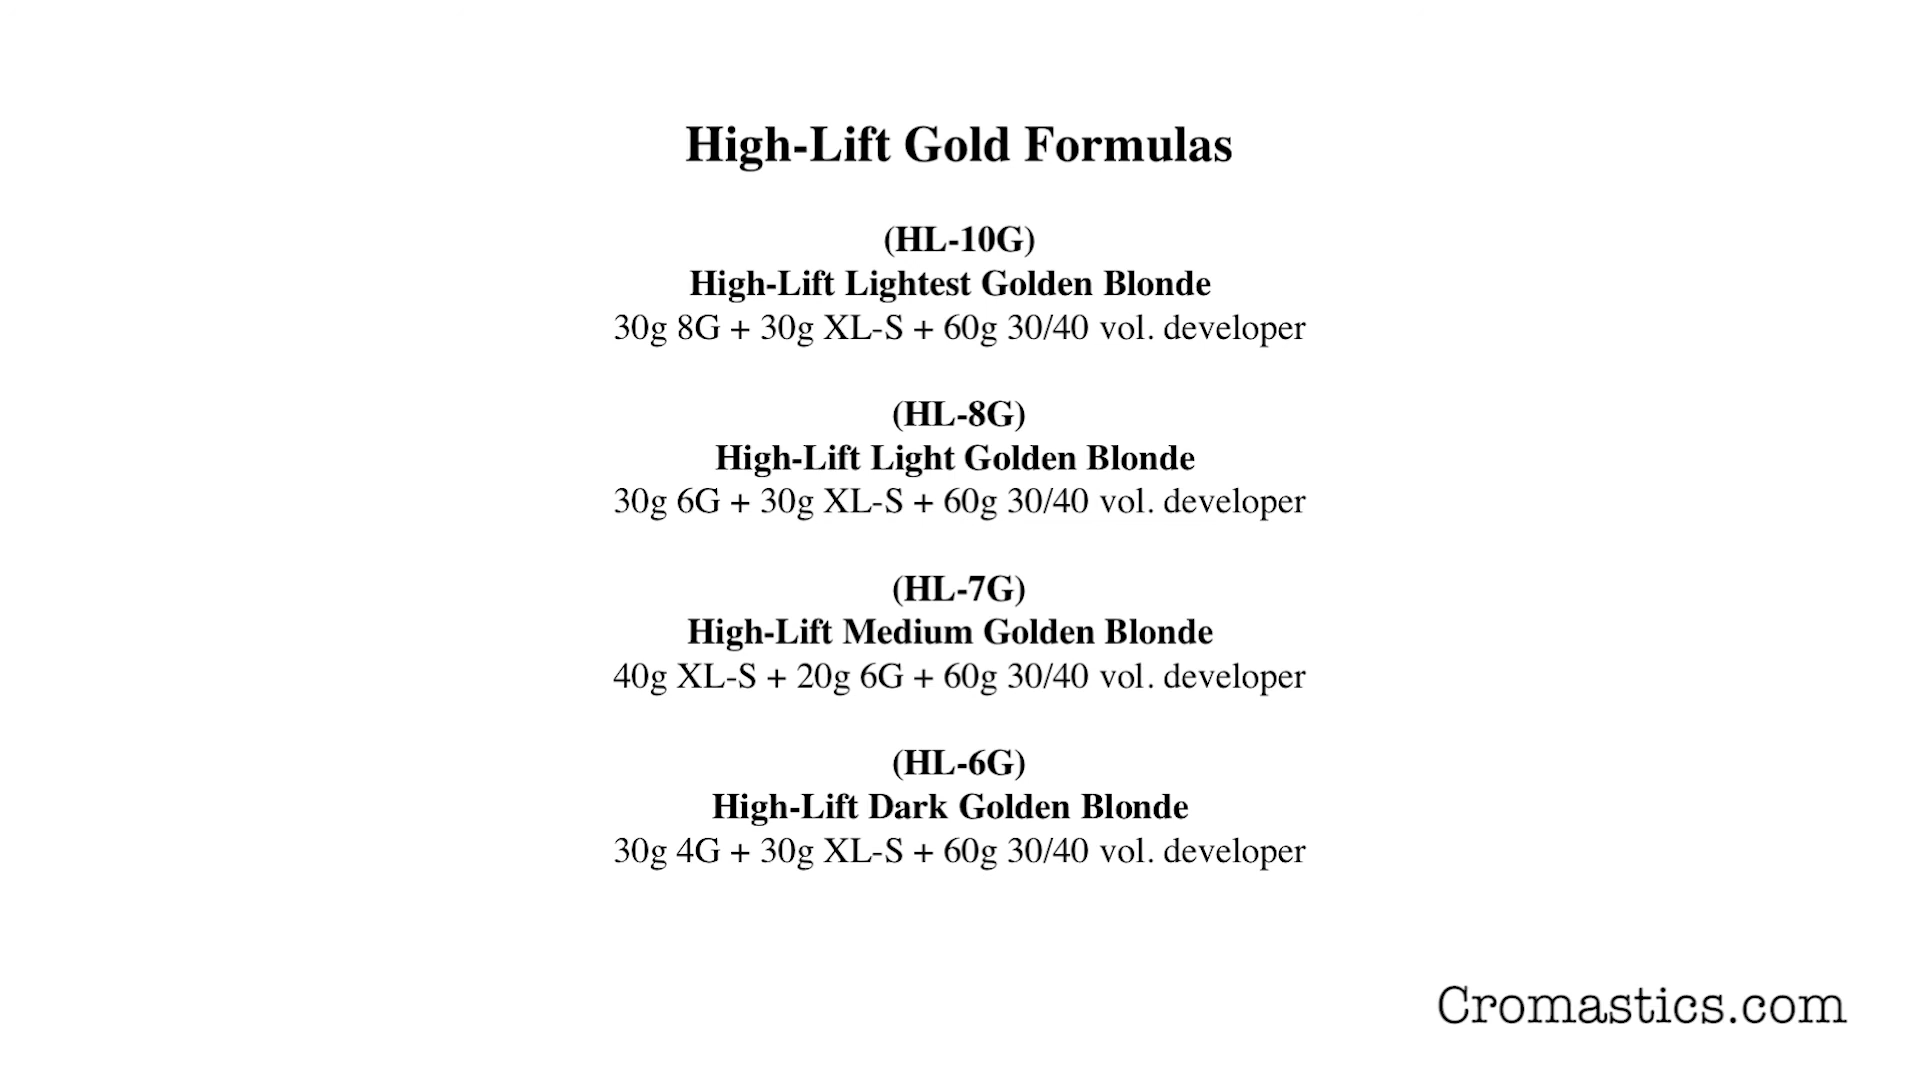 High-Lift Gold Formulas
(HL-10G)
High-Lift Lightest Golden Blonde
30g 8G + 30g XL-S + 60g 30/40 vol. developer
(HL-8G)
High-Lift Light Golden Blonde
30g 6G + 30g XL-S + 60g 30/40 vol. developer
(HL-7G)
High-Lift Medium Golden Blonde
40g XL-S + 20g 6G + 60g 30/40 vol. developer
(HL-6G)
High-Lift Dark Golden Blonde
30g 4G + 30g XL-S + 60g 30/40 vol. developer
Cromastics.com